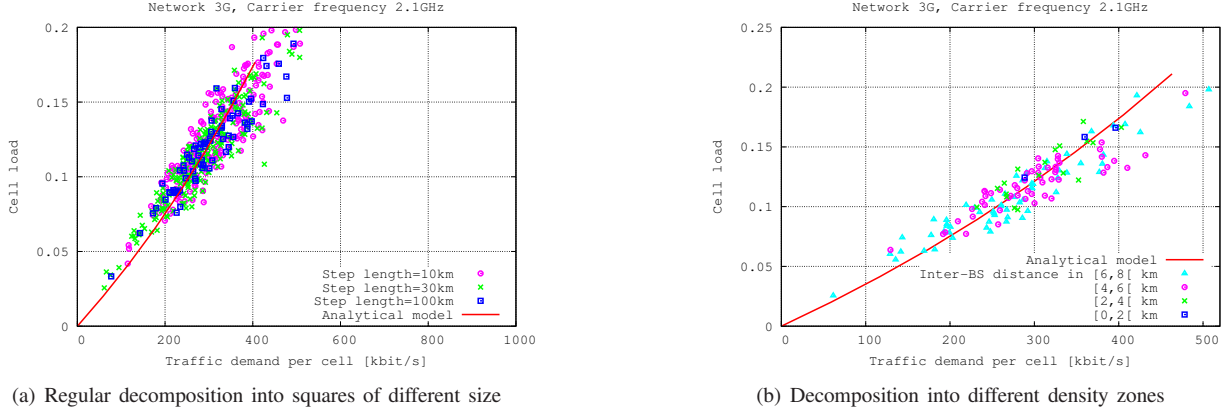 Network 3G, Carrier frequency 2.1GHz
0.2
0.15
0.1
0.05
0
Cell load
Step length=10km
Step length=30km
Step length=100km
Analytical model
0 200 400 600 800 1000
Traffic demand per cell [kbit/s]
(a) Regular decomposition into squares of different size
Network 3G, Carrier frequency 2.1GHz
0.25
0.2
0.15
0.1
0.05
0
Cell load
Analytical model
Inter-BS distance in [6,8[ km
[4,6[ km
[2,4[ km
[0,2[ km
0 100 200 300 400 500
Traffic demand per cell [kbit/s]
(b) Decomposition into different density zones